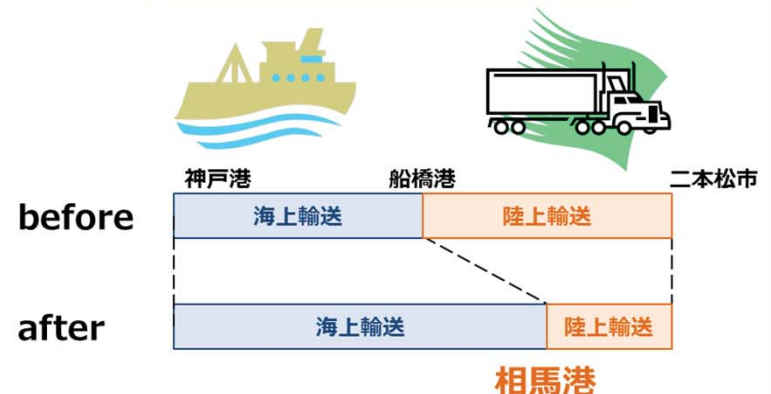 神戸港 船橋港 二本松市
before 海上輸送 陸上輸送
after 海上輸送 陸上輸送
相馬港